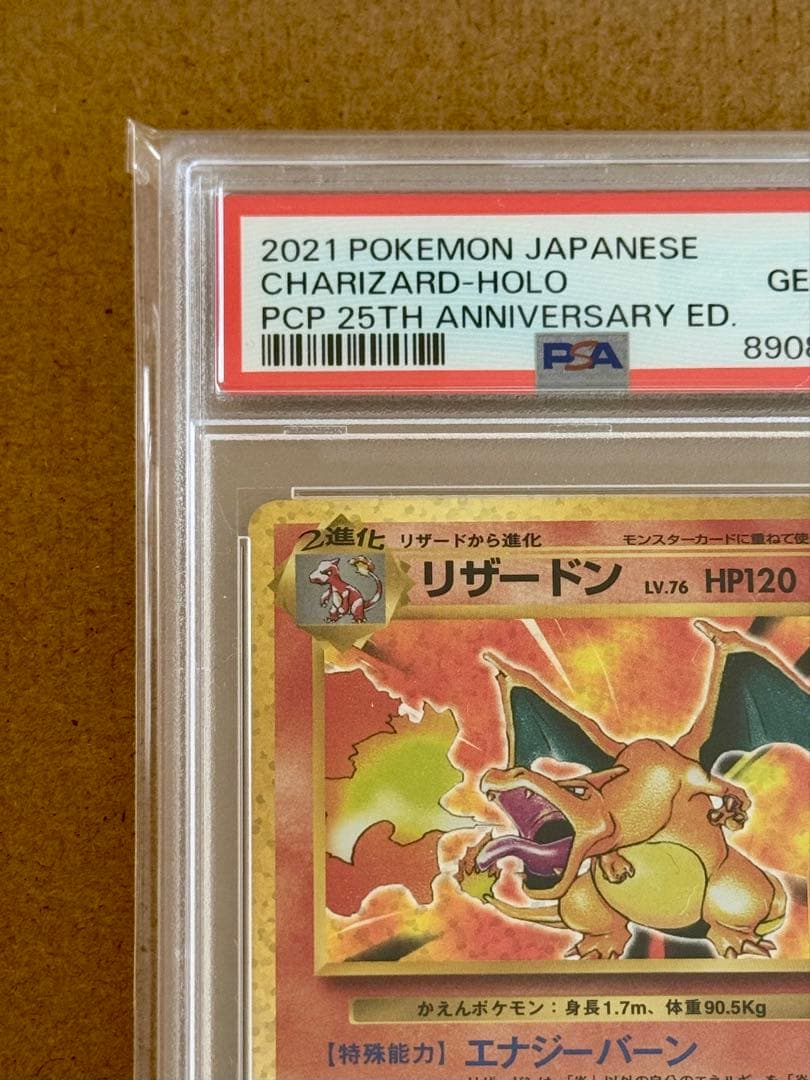 2021 POKEMON JAPANESE
CHARIZARD-HOLO GE
PCP 25TH ANNIVERSARY ED.
PSA 8908
2進化 リザードから進化 モンスターカードに重ねて使
リザードン LV.76 HP120
かえんポケモン：身長1.7m、体重90.5Kg
【特殊能力】エナジーバーン